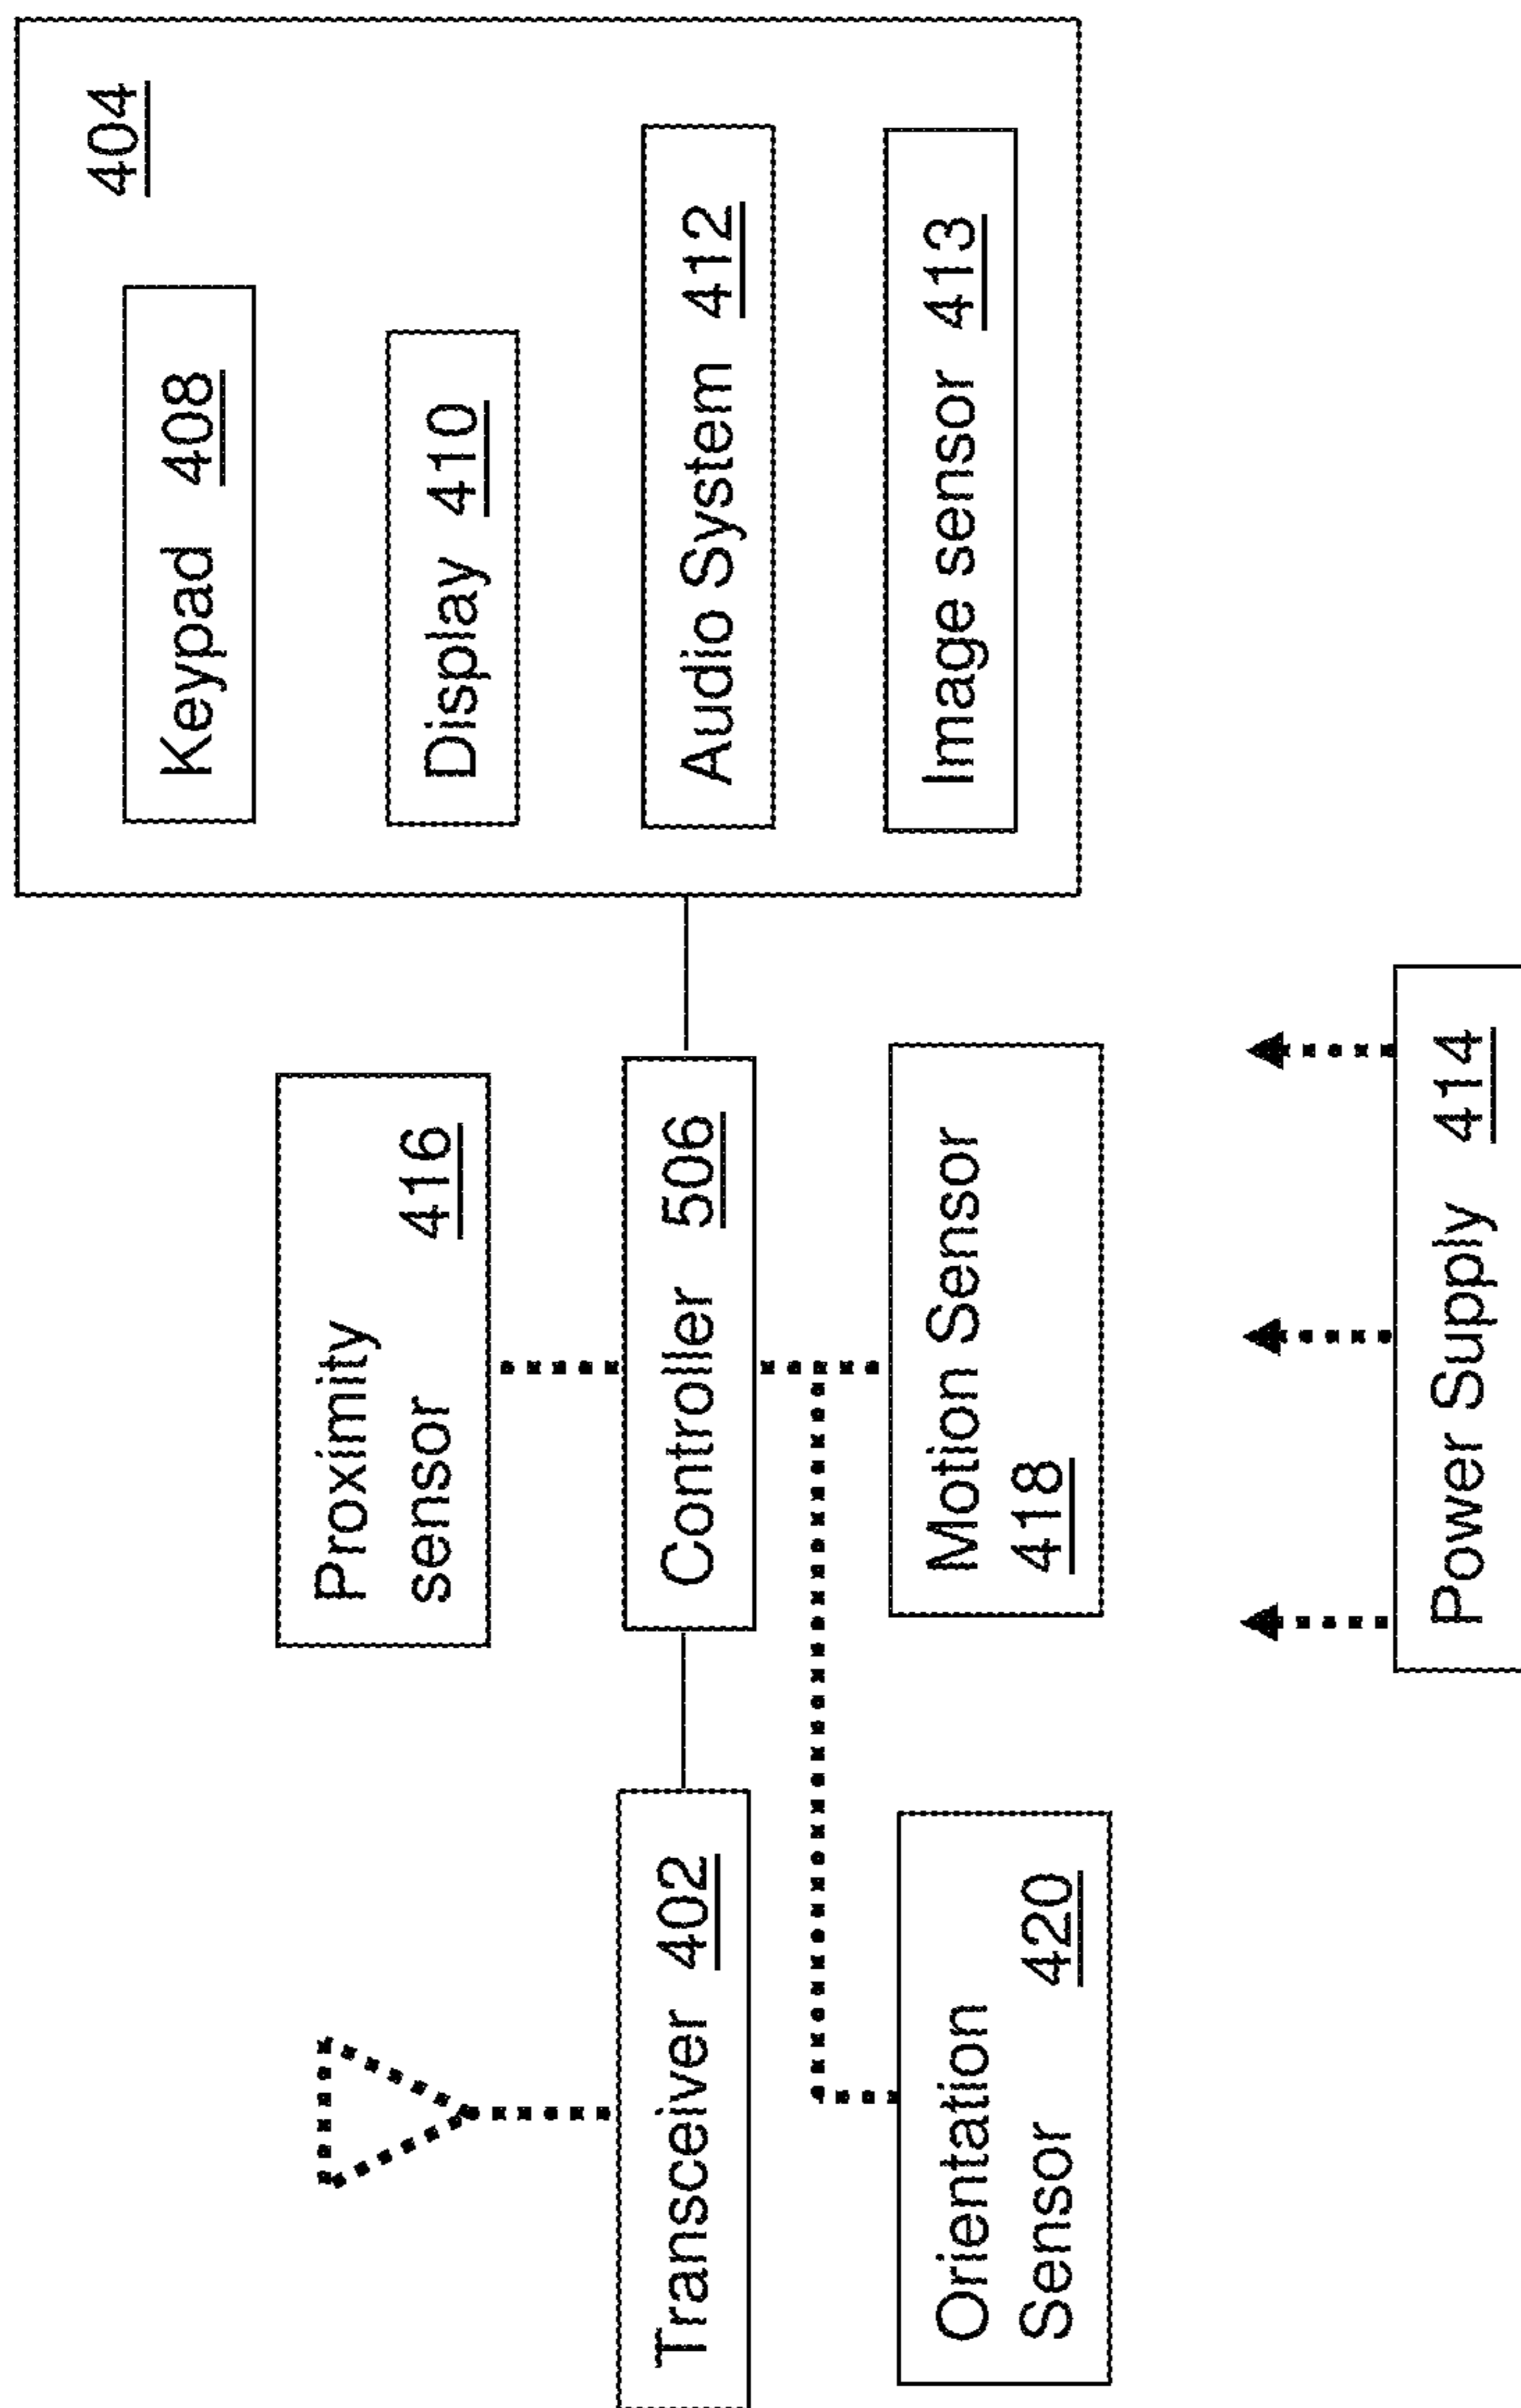 404
Keypad 408
Display 410
Audio System 412
Image sensor 413
Proximity
sensor 416
Controller 506
Motion Sensor
418
Transceiver 402
Orientation
Sensor 420
Power Supply 414